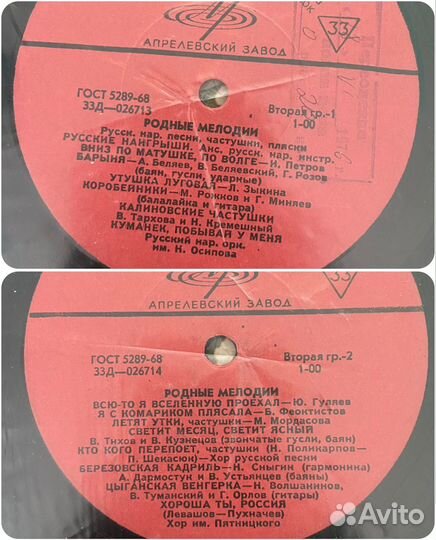 АПРЕЛЕВСКИЙ ЗАВОД
33
ГОСТ 5289-68
33Д—026713
Вторая гр.-1
1-00
РОДНЫЕ МЕЛОДИИ
Русск. нар. песни, частушки, пляски
РУССКИЕ НАИГРЫШИ. Анс. русск. нар. инстр.
ВНИЗ ПО МАТУШКЕ, ПО ВОЛГЕ—И. Петров
БАРЫНЯ—А. Беляев, В. Беляевский, Г. Розов
(баян, гусли, ударные)
УТУШКА ЛУГОВАЯ—Л. Зыкина
КОРОБЕЙНИКИ—М. Рожков и Г. Миняев
(балалайка и гитара)
КАЛИНОВСКИЕ ЧАСТУШКИ
В. Тархова и Н. Кремешный
КУМАНЕК, ПОБЫВАЙ У МЕНЯ
Русский нар. орк.
им. Н. Осипова
АПРЕЛЕВСКИЙ ЗАВОД
33
ГОСТ 5289-68
33Д—026714
Вторая гр.-2
1-00
РОДНЫЕ МЕЛОДИИ
ВСЮ-ТО Я ВСЕЛЕННУЮ ПРОЕХАЛ—Ю. Гуляев
Я С КОМАРИКОМ ПЛЯСАЛА—Б. Феоктистов
ЛЕТЯТ УТКИ, частушки—М. Мордасова
СВЕТИТ МЕСЯЦ, СВЕТИТ ЯСНЫЙ
В. Тихов и В. Кузнецов (звончатые гусли, баян)
КТО КОГО ПЕРЕПОЕТ, частушки (Н. Поликарпов—
П. Шекасюк)—Хор русской песни
БЕРЕЗОВСКАЯ КАДРИЛЬ—Н. Сныгин (гармоника)
А. Дармостук и В. Устьянцев (баяны)
ЦЫГАНСКАЯ ВЕНГЕРКА—Н. Волшанинов,
В. Туманский и Г. Орлов (гитары)
ХОРОША ТЫ, РОССИЯ
(Левашов—Пухначев)
Хор им. Пятницкого
Avito